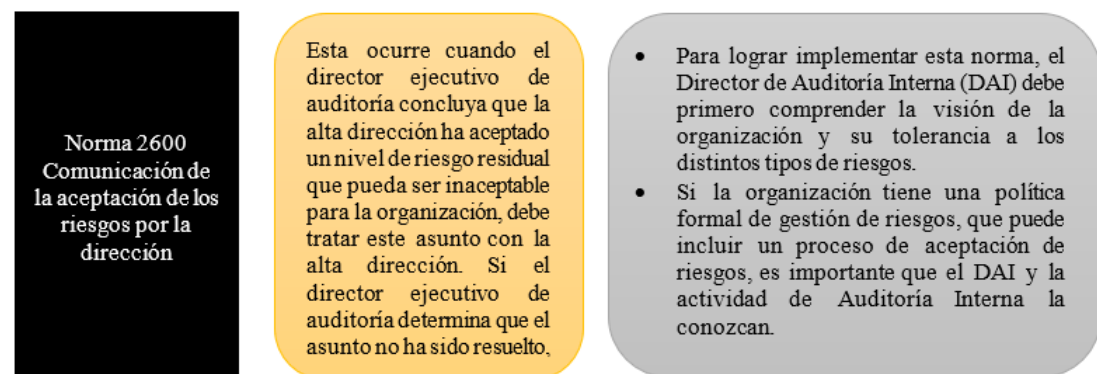 Norma 2600
Comunicación de
la aceptación de los
riesgos por la
dirección
Esta ocurre cuando el
director ejecutivo de
auditoría concluya que la
alta dirección ha aceptado
un nivel de riesgo residual
que pueda ser inaceptable
para la organización, debe
tratar este asunto con la
alta dirección. Si el
director ejecutivo de
auditoría determina que el
asunto no ha sido resuelto,
• Para lograr implementar esta norma, el
Director de Auditoría Interna (DAI) debe
primero comprender la visión de la
organización y su tolerancia a los
distintos tipos de riesgos.
• Si la organización tiene una política
formal de gestión de riesgos, que puede
incluir un proceso de aceptación de
riesgos, es importante que el DAI y la
actividad de Auditoría Interna la
conozcan.